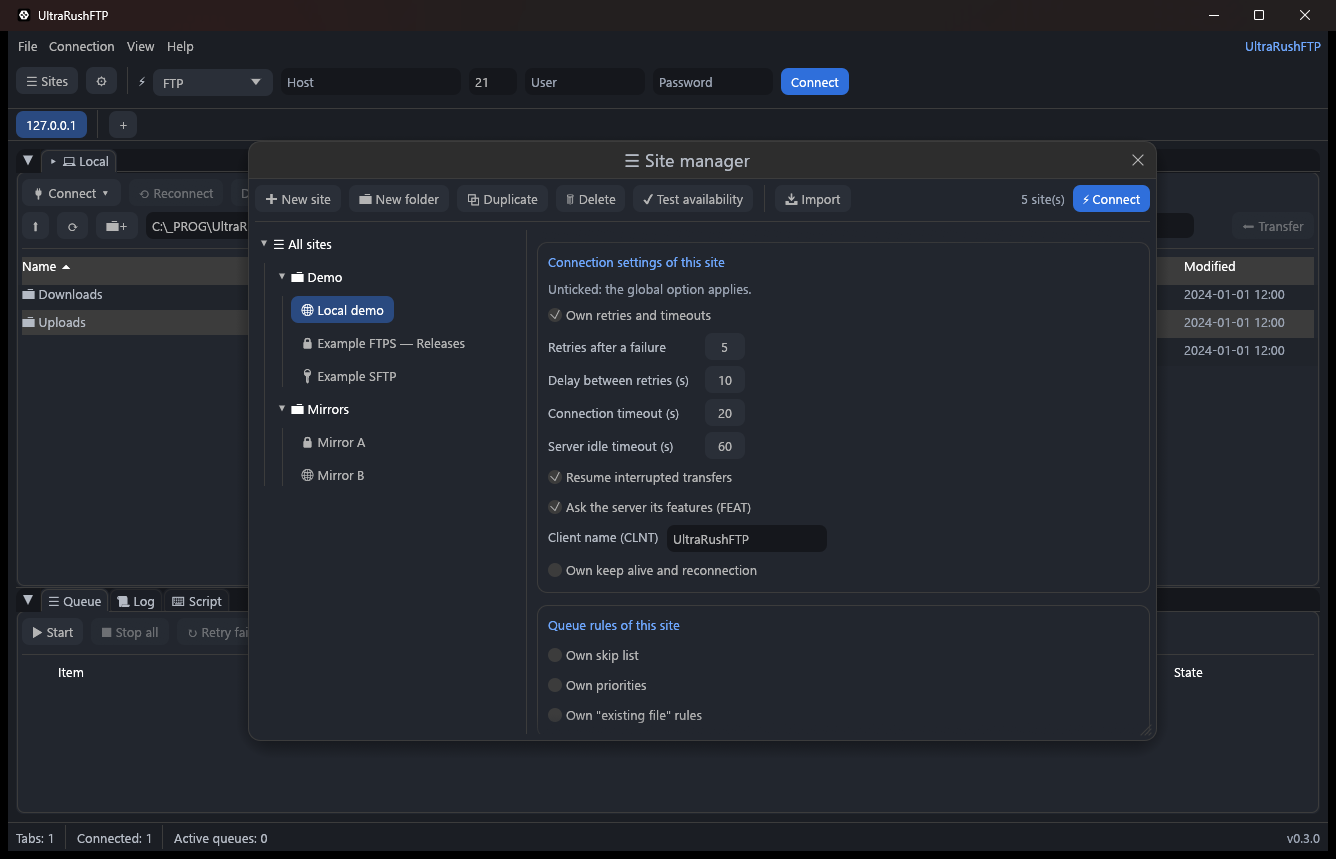 UltraRushFTP
File Connection View Help UltraRushFTP
Sites FTP Host 21 User Password Connect
127.0.0.1 +
Local
Connect Reconnect
C:\_PROG\UltraR Transfer
Name Modified
Downloads 2024-01-01 12:00
Uploads 2024-01-01 12:00
2024-01-01 12:00
Site manager
New site New folder Duplicate Delete Test availability Import 5 site(s) Connect
All sites
Demo
Local demo
Example FTPS — Releases
Example SFTP
Mirrors
Mirror A
Mirror B
Connection settings of this site
Unticked: the global option applies.
Own retries and timeouts
Retries after a failure 5
Delay between retries (s) 10
Connection timeout (s) 20
Server idle timeout (s) 60
Resume interrupted transfers
Ask the server its features (FEAT)
Client name (CLNT) UltraRushFTP
Own keep alive and reconnection
Queue rules of this site
Own skip list
Own priorities
Own "existing file" rules
Queue Log Script
Start Stop all Retry fai
Item State
Tabs: 1 Connected: 1 Active queues: 0 v0.3.0